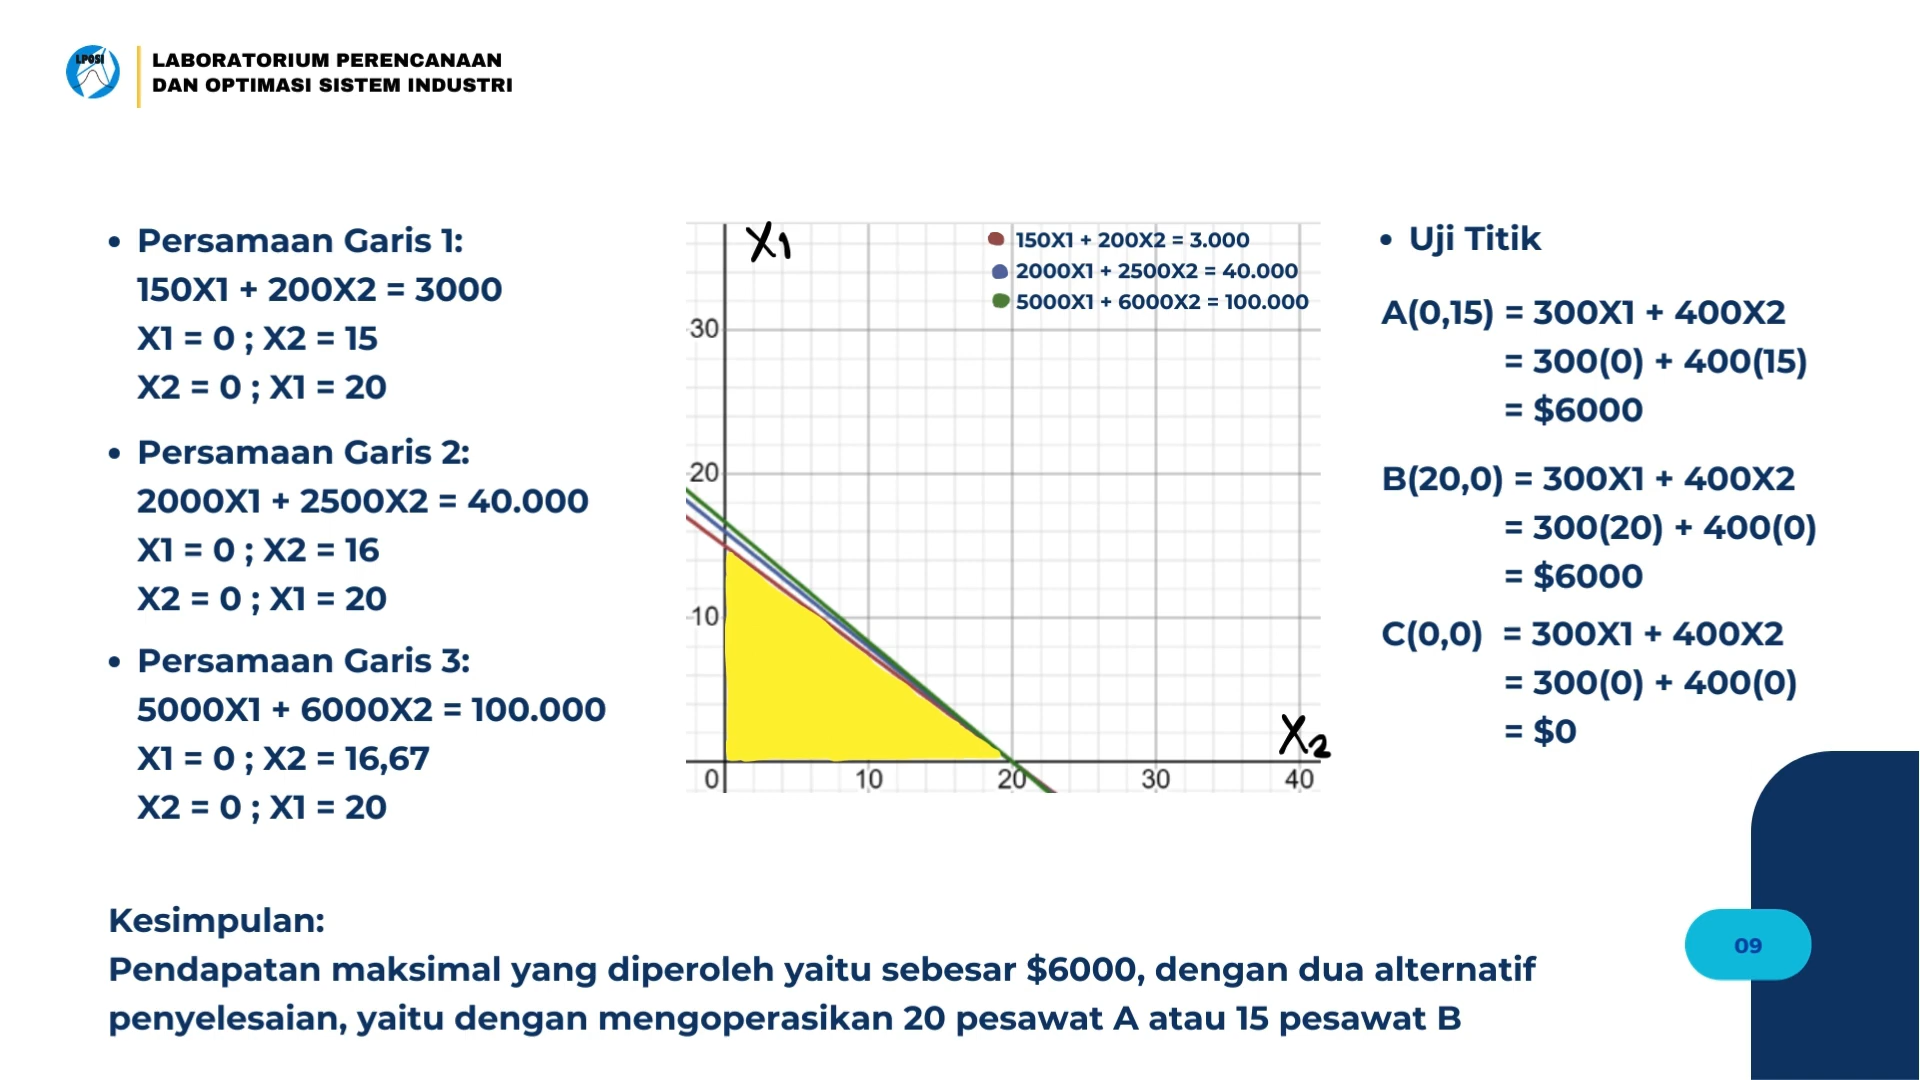 LPOSI
LABORATORIUM PERENCANAAN
DAN OPTIMASI SISTEM INDUSTRI
• Persamaan Garis 1:
150X1 + 200X2 = 3000
X1 = 0 ; X2 = 15
X2 = 0 ; X1 = 20
• Persamaan Garis 2:
2000X1 + 2500X2 = 40.000
X1 = 0 ; X2 = 16
X2 = 0 ; X1 = 20
• Persamaan Garis 3:
5000X1 + 6000X2 = 100.000
X1 = 0 ; X2 = 16,67
X2 = 0 ; X1 = 20
X1
150X1 + 200X2 = 3.000
2000X1 + 2500X2 = 40.000
5000X1 + 6000X2 = 100.000
30
20
10
X2
0 10 20 30 40
• Uji Titik
A(0,15) = 300X1 + 400X2
= 300(0) + 400(15)
= $6000
B(20,0) = 300X1 + 400X2
= 300(20) + 400(0)
= $6000
C(0,0) = 300X1 + 400X2
= 300(0) + 400(0)
= $0
Kesimpulan:
Pendapatan maksimal yang diperoleh yaitu sebesar $6000, dengan dua alternatif
penyelesaian, yaitu dengan mengoperasikan 20 pesawat A atau 15 pesawat B
09